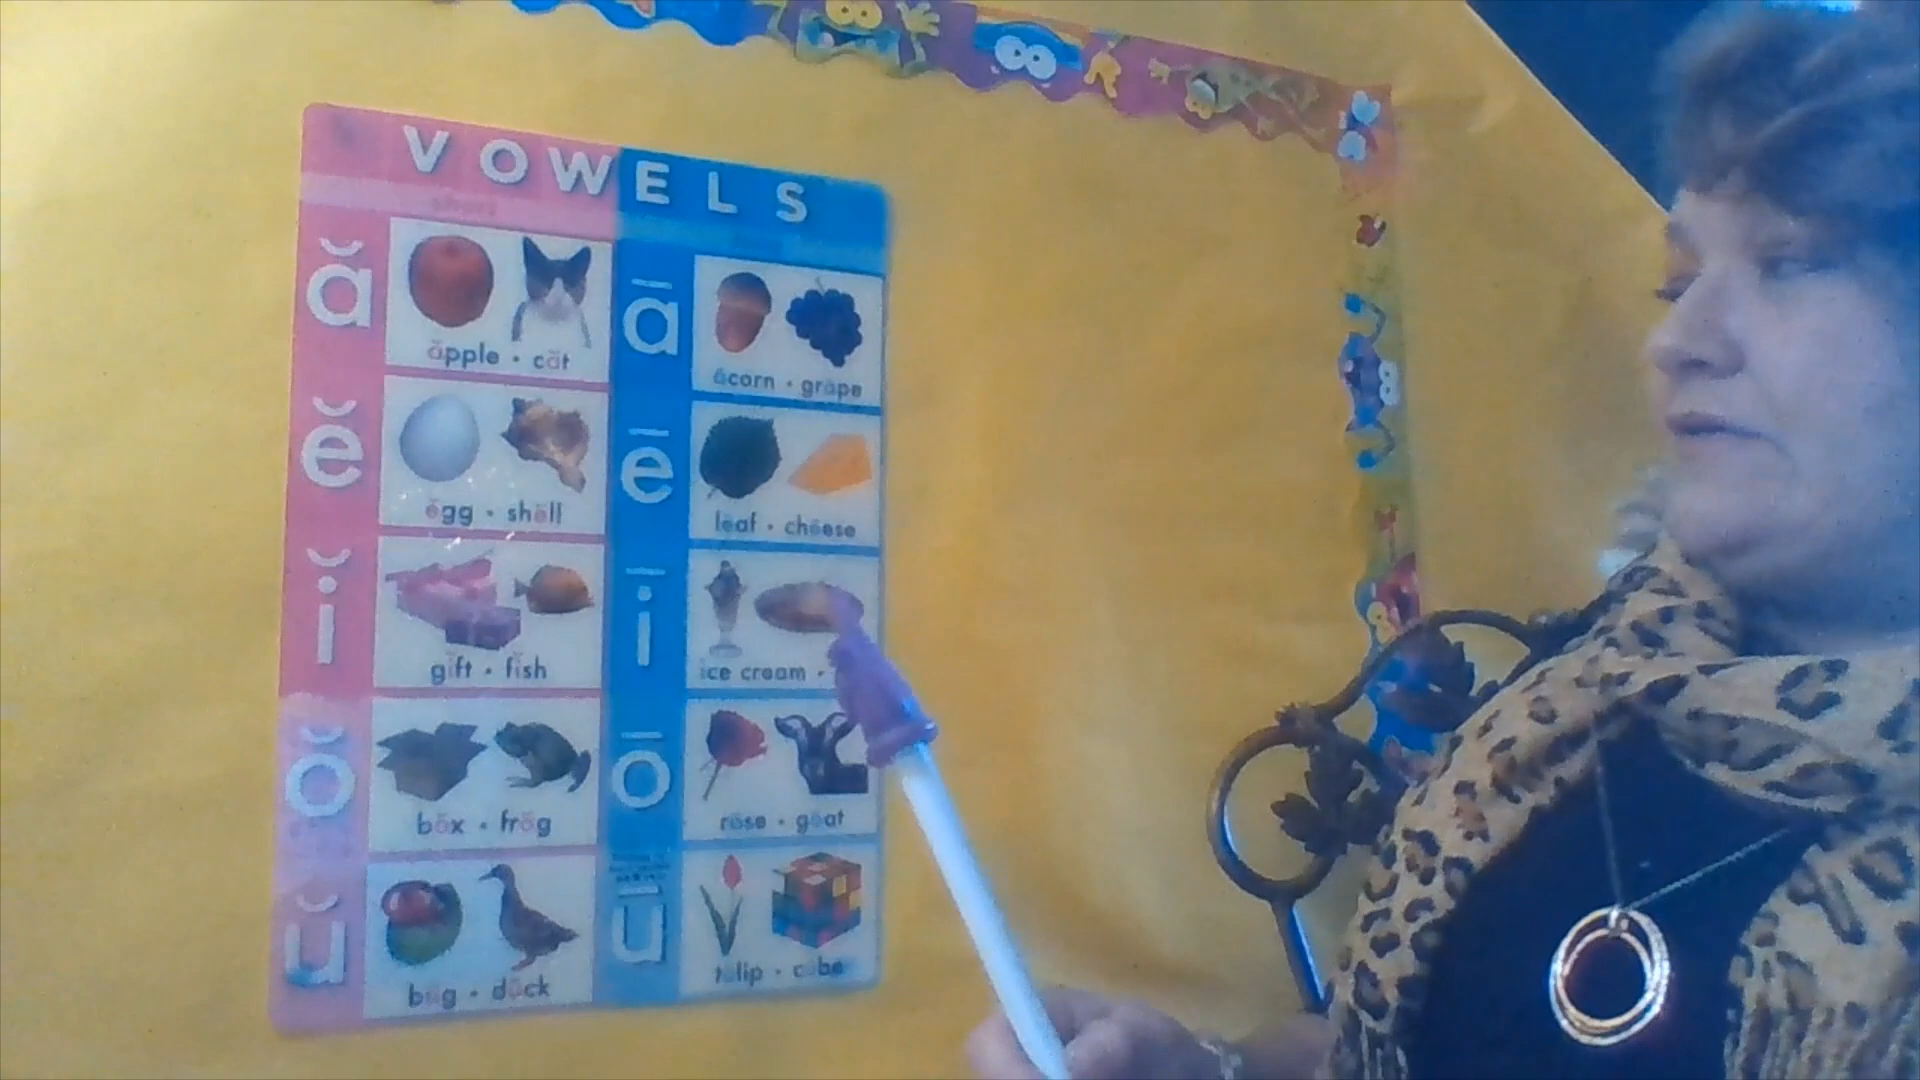 VOWELS
ă
ăpple • căt
ā
ācorn • grāpe
ĕ
ĕgg • shĕll
ē
lēaf • chēese
ĭ
gĭft • fĭsh
ī
īce cream •
ŏ
bŏx • frŏg
ō
rōse • gōat
ŭ
bŭg • dŭck
ū
tūlip • cūbe